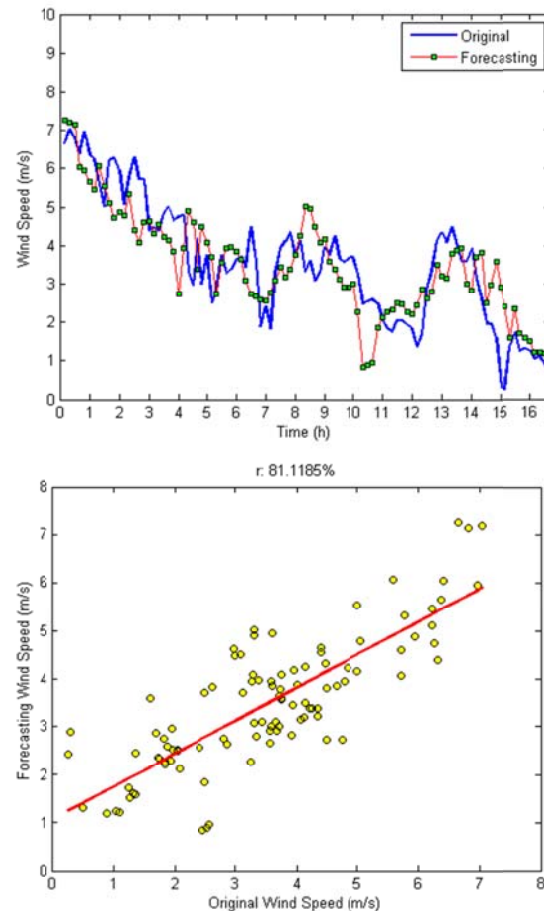 10
9
8
7
6
5
4
3
2
1
0
Wind Speed (m/s)
Original
Forecasting
0 1 2 3 4 5 6 7 8 9 10 11 12 13 14 15 16
Time (h)
r: 81.1185%
8
7
6
5
4
3
2
1
0
Forecasting Wind Speed (m/s)
0 1 2 3 4 5 6 7 8
Original Wind Speed (m/s)